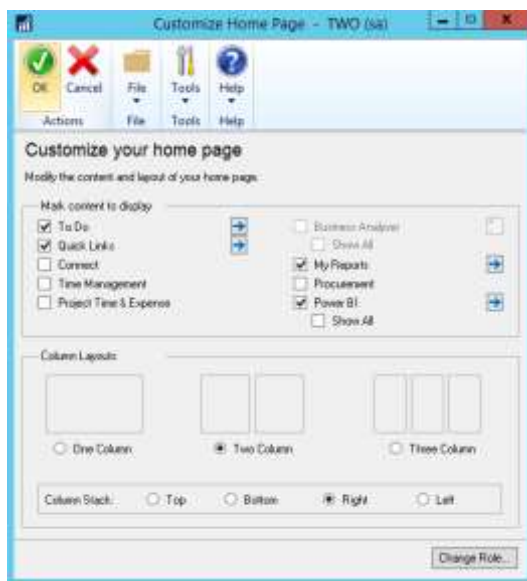 Customize Home Page - TWO (sa)
OK Cancel File Tools Help
Actions File Tools Help
Customize your home page
Modify the content and layout of your home page.
Mark content to display
To Do
Quick Links
Connect
Time Management
Project Time & Expense
Business Analyzer
Show All
My Reports
Procurement
Power BI
Show All
Column Layouts
One Column Two Column Three Column
Column Stack: Top Bottom Right Left
Change Role...